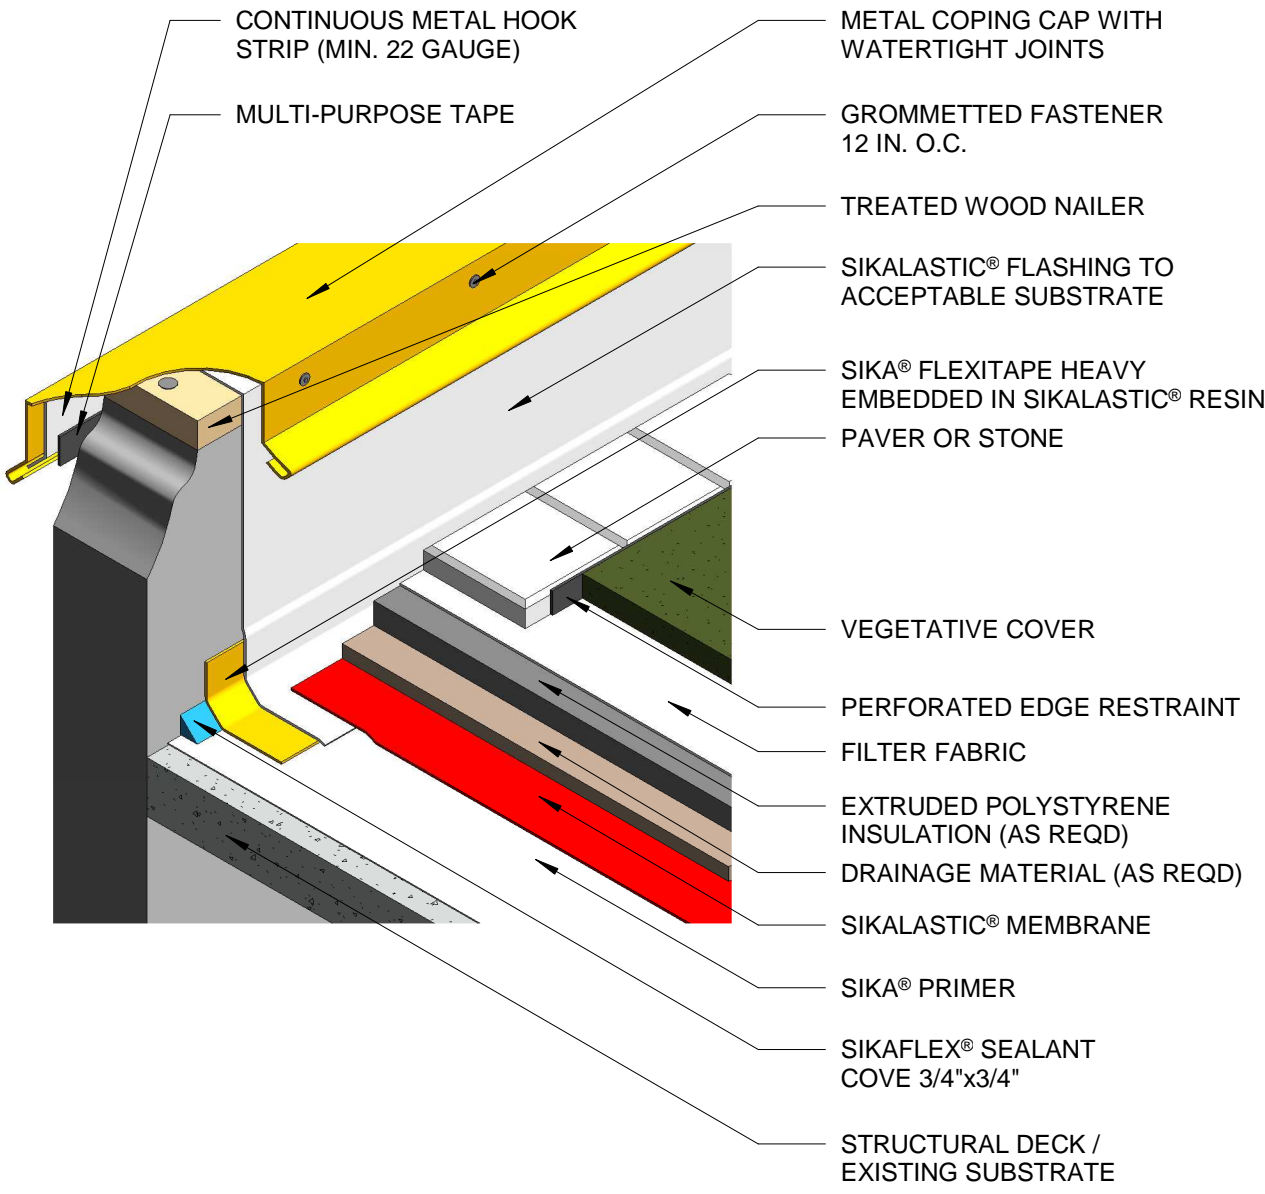 CONTINUOUS METAL HOOK
STRIP (MIN. 22 GAUGE)
MULTI-PURPOSE TAPE
METAL COPING CAP WITH
WATERTIGHT JOINTS
GROMMETTED FASTENER
12 IN. O.C.
TREATED WOOD NAILER
SIKALASTIC® FLASHING TO
ACCEPTABLE SUBSTRATE
SIKA® FLEXITAPE HEAVY
EMBEDDED IN SIKALASTIC® RESIN
PAVER OR STONE
VEGETATIVE COVER
PERFORATED EDGE RESTRAINT
FILTER FABRIC
EXTRUDED POLYSTYRENE
INSULATION (AS REQD)
DRAINAGE MATERIAL (AS REQD)
SIKALASTIC® MEMBRANE
SIKA® PRIMER
SIKAFLEX® SEALANT
COVE 3/4"x3/4"
STRUCTURAL DECK /
EXISTING SUBSTRATE